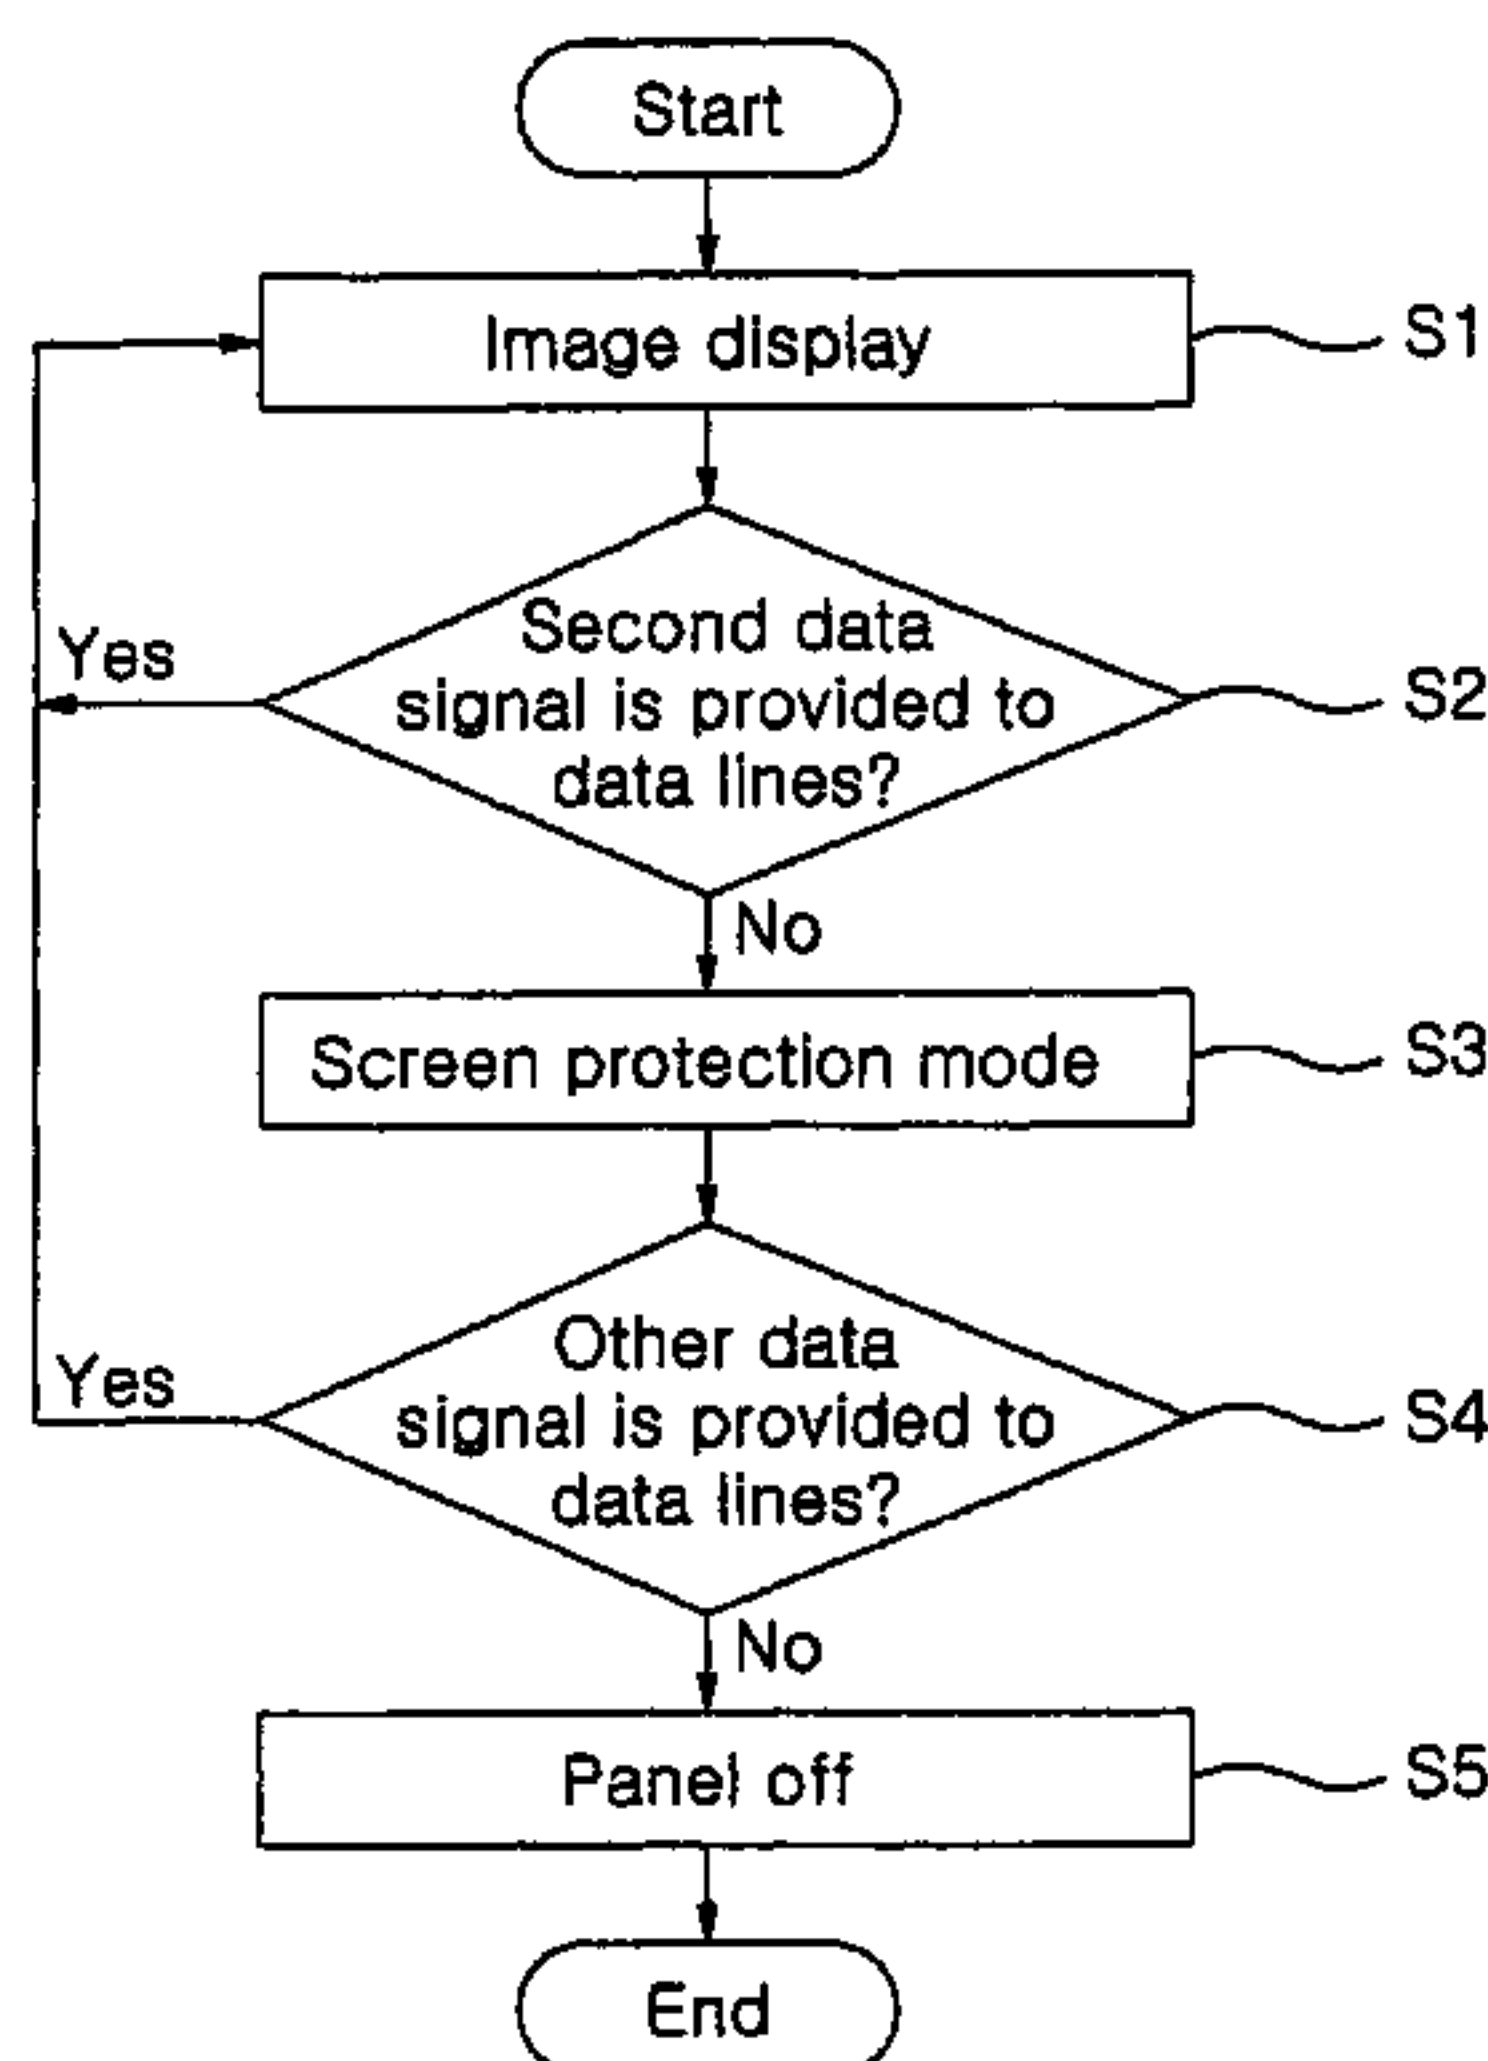 Start
Image display
S1
Second data
signal is provided to
data lines?
S2
Yes
No
Screen protection mode
S3
Other data
signal is provided to
data lines?
S4
Yes
No
Panel off
S5
End